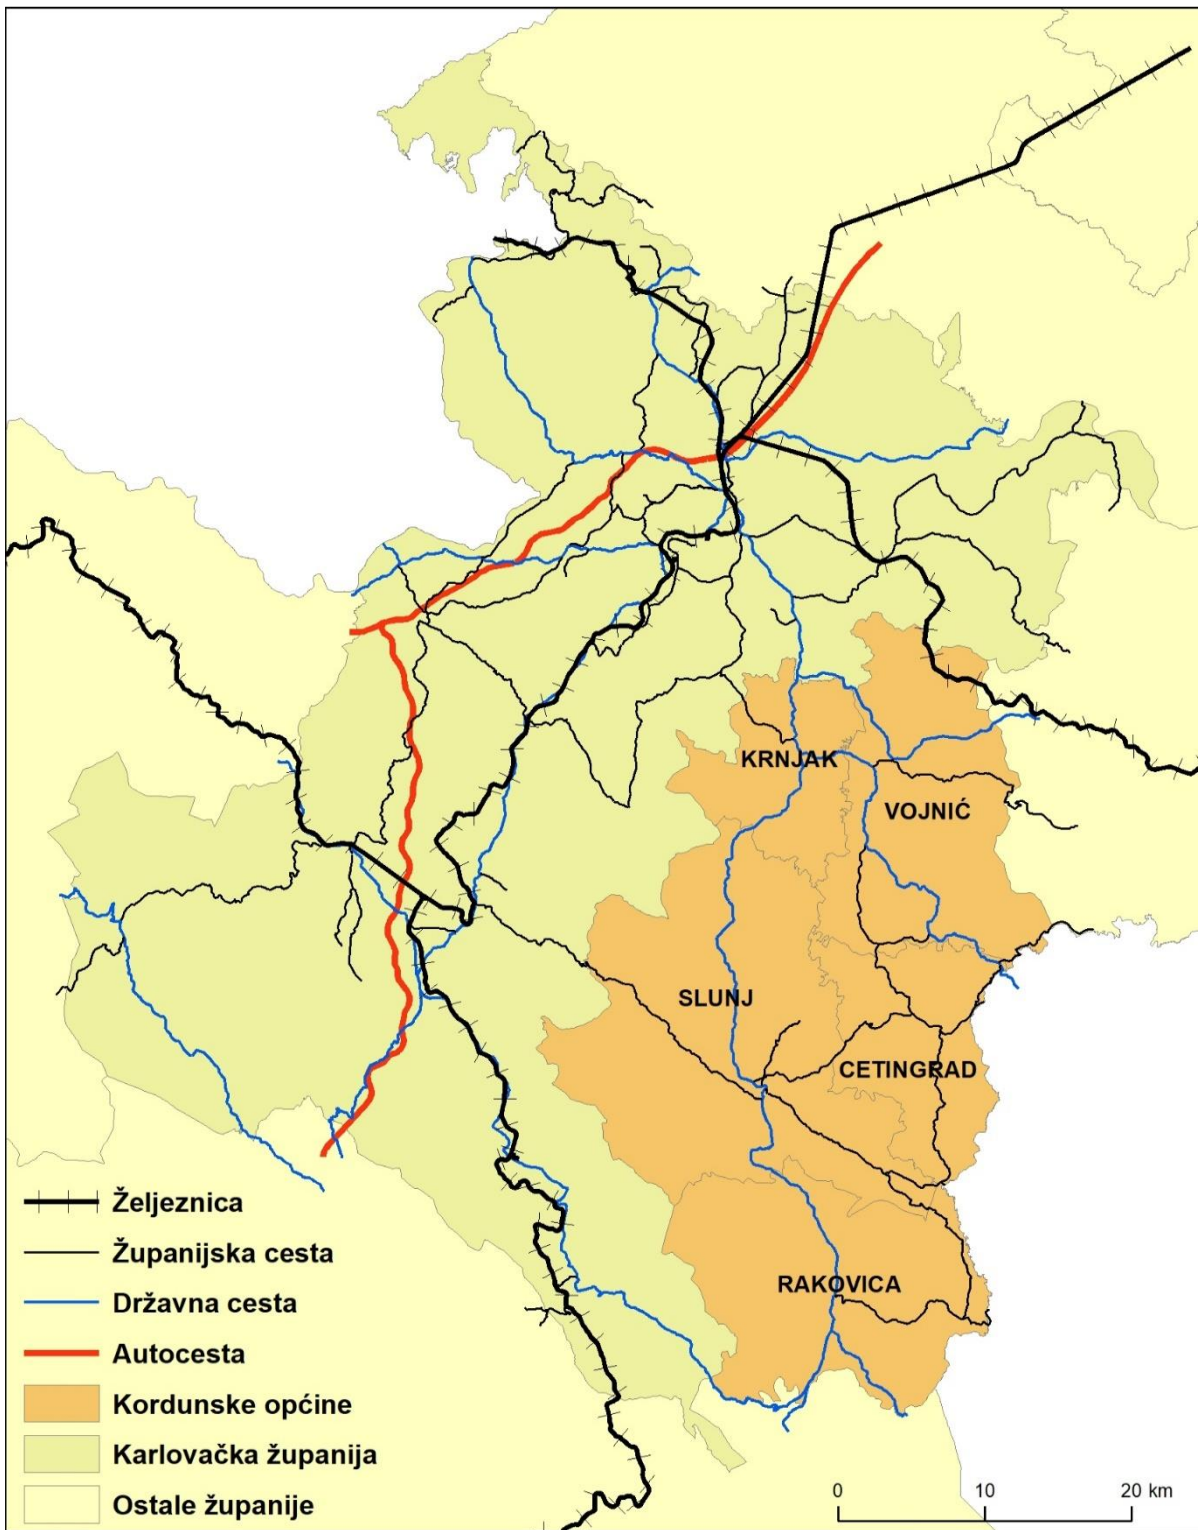 KRNJAK
VOJNIĆ
SLUNJ
CETINGRAD
RAKOVICA
Željeznica
Županijska cesta
Državna cesta
Autocesta
Kordunske općine
Karlovačka županija
Ostale županije
0 10 20 km